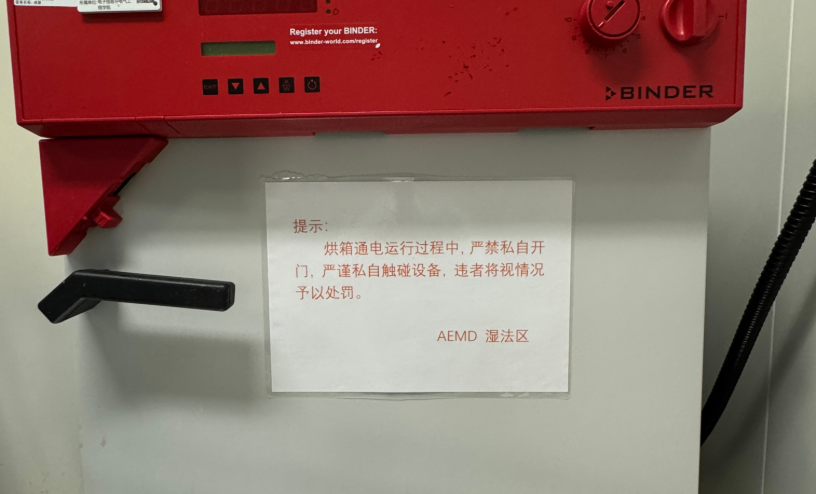 Register your BINDER:
www.binder-world.com/register
BINDER
提示:
烘箱通电运行过程中, 严禁私自开
门, 严谨私自触碰设备, 违者将视情况
予以处罚。
AEMD 湿法区